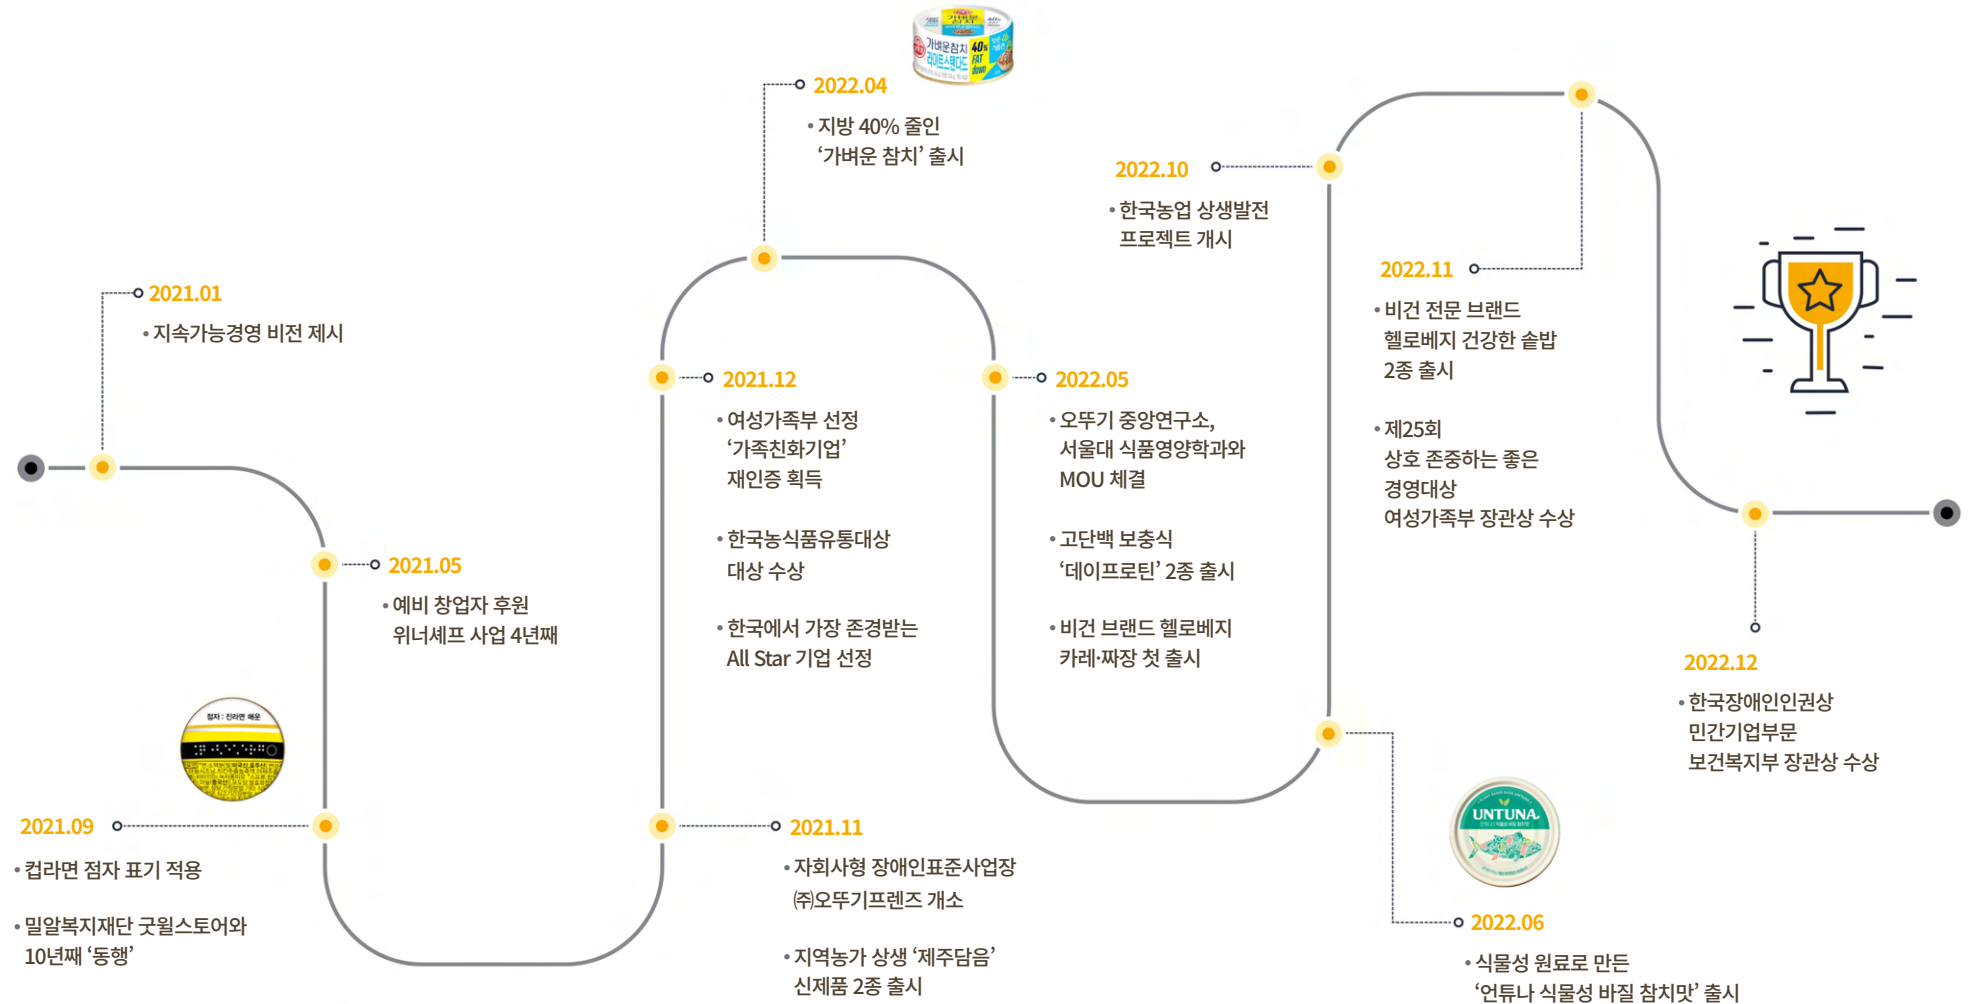 2021.01
• 지속가능경영 비전 제시
2021.05
• 예비 창업자 후원
위너셰프 사업 4년째
점자 : 진라면 매운
2021.09
• 컵라면 점자 표기 적용
• 밀알복지재단 굿윌스토어와
10년째 ‘동행’
2021.11
• 자회사형 장애인표준사업장
㈜오뚜기프렌즈 개소
• 지역농가 상생 ‘제주담음’
신제품 2종 출시
2021.12
• 여성가족부 선정
‘가족친화기업’
재인증 획득
• 한국농식품유통대상
대상 수상
• 한국에서 가장 존경받는
All Star 기업 선정
가벼운참치
라이트스탠다드
40%
FAT
down
2022.04
• 지방 40% 줄인
‘가벼운 참치’ 출시
2022.05
• 오뚜기 중앙연구소,
서울대 식품영양학과와
MOU 체결
• 고단백 보충식
‘데이프로틴’ 2종 출시
• 비건 브랜드 헬로베지
카레·짜장 첫 출시
UNTUNA
2022.06
• 식물성 원료로 만든
‘언튜나 식물성 바질 참치맛’ 출시
2022.10
• 한국농업 상생발전
프로젝트 개시
2022.11
• 비건 전문 브랜드
헬로베지 건강한 솥밥
2종 출시
• 제25회
상호 존중하는 좋은
경영대상
여성가족부 장관상 수상
2022.12
• 한국장애인인권상
민간기업부문
보건복지부 장관상 수상